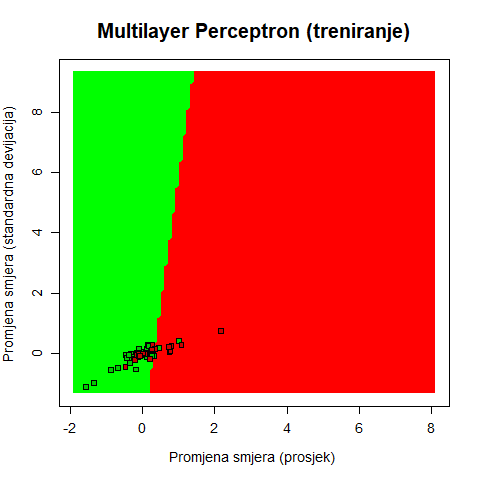 Multilayer Perceptron (treniranje)
Promjena smjera (standardna devijacija)
8
6
4
2
0
-2 0 2 4 6 8
Promjena smjera (prosjek)